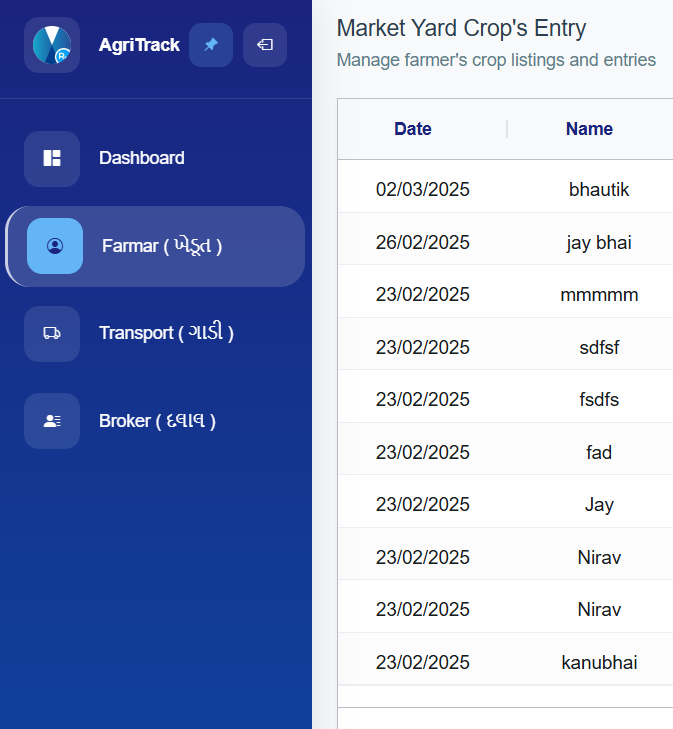 AgriTrack
Dashboard
Farmar ( ખેડૂત )
Transport ( ગાડી )
Broker ( દલાલ )
Market Yard Crop's Entry
Manage farmer's crop listings and entries
Date Name
02/03/2025 bhautik
26/02/2025 jay bhai
23/02/2025 mmmmm
23/02/2025 sdfsf
23/02/2025 fsdfs
23/02/2025 fad
23/02/2025 Jay
23/02/2025 Nirav
23/02/2025 Nirav
23/02/2025 kanubhai